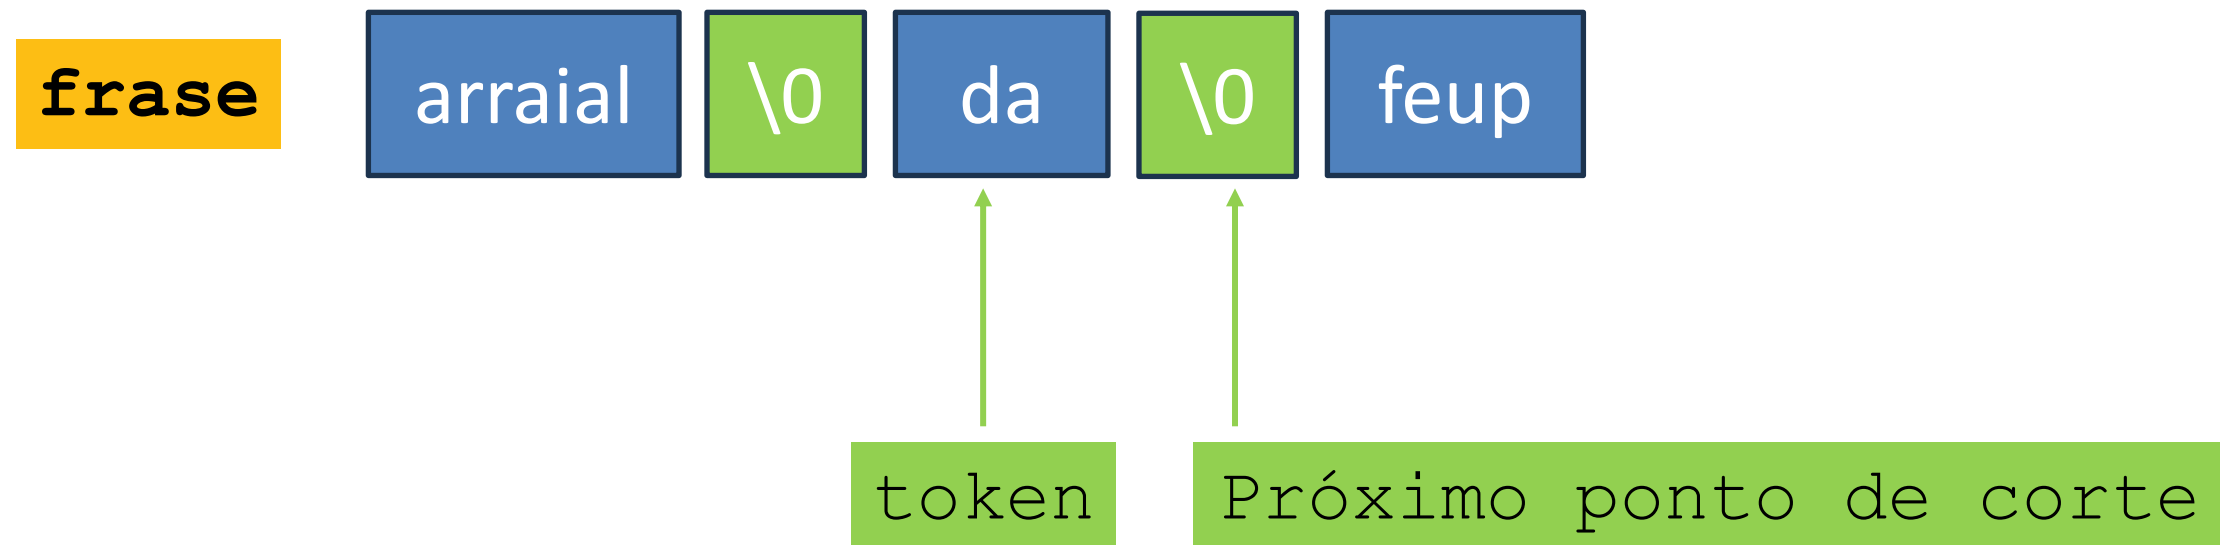 frase arraial \0 da \0 feup
token Próximo ponto de corte